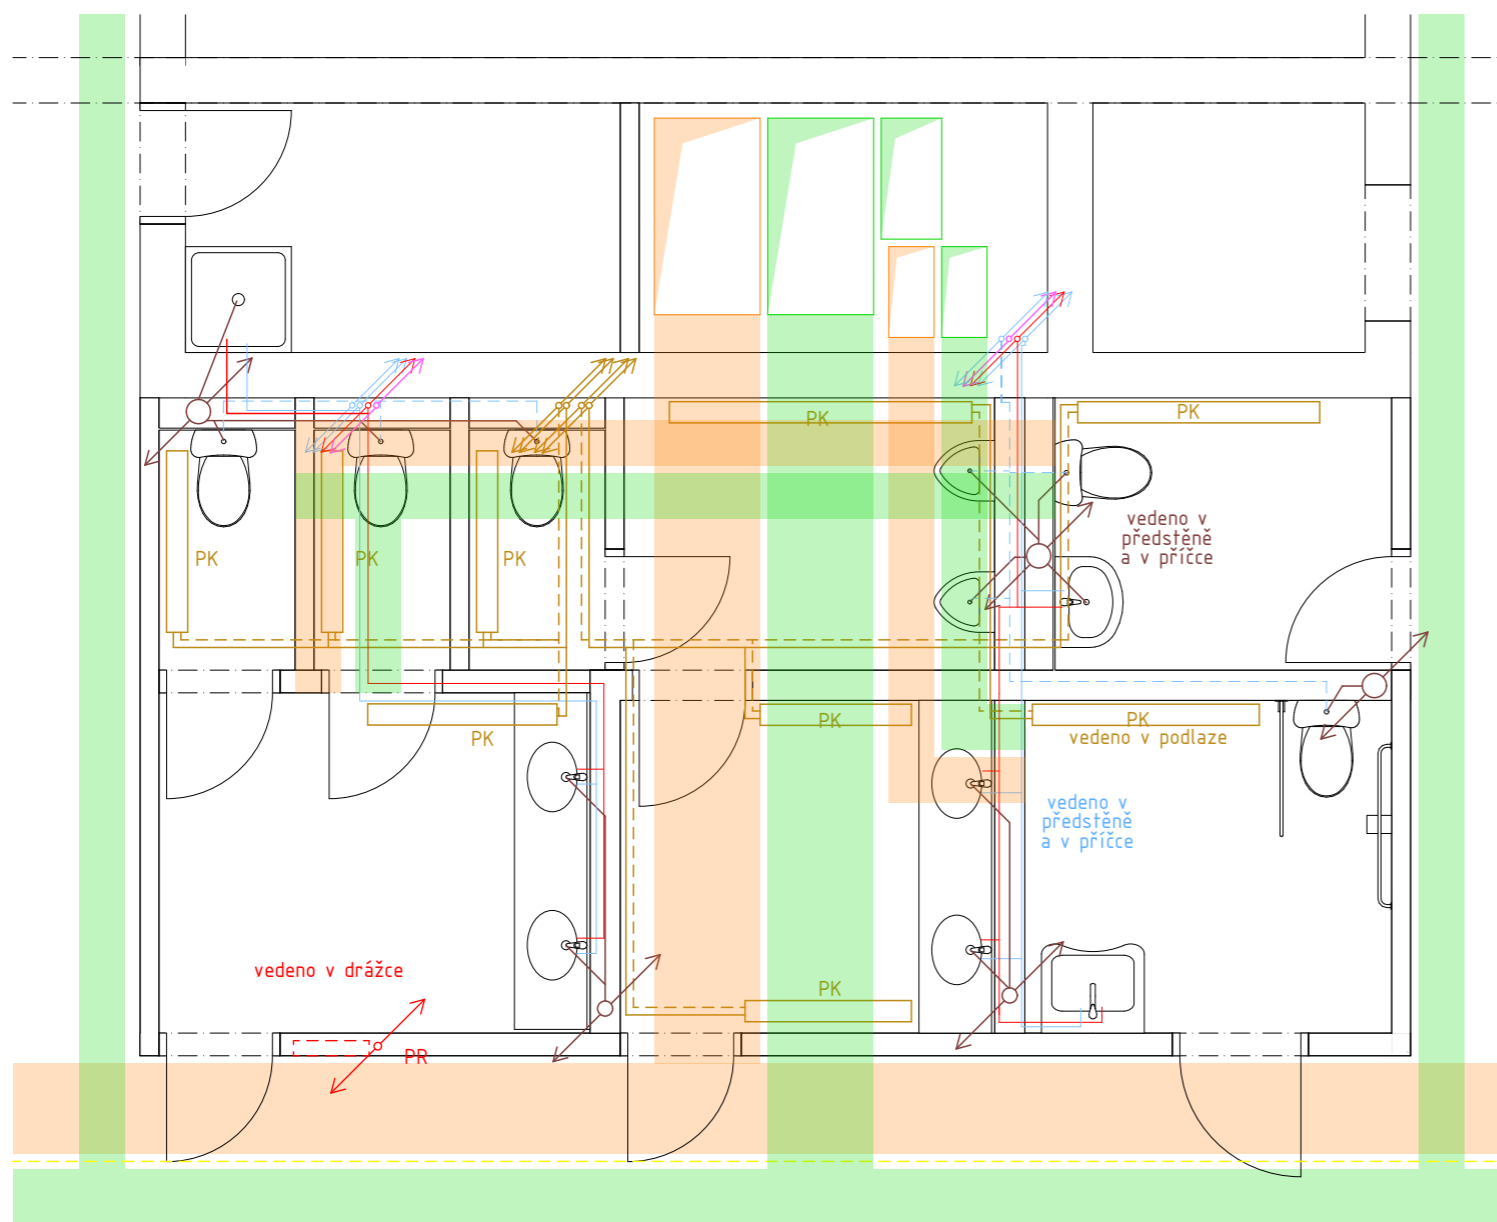 PK
PK
vedeno v
předstěně
a v příčce
PK
PK
PK
PK
PK
PK
vedeno v podlaze
vedeno v
předstěně
a v příčce
vedeno v drážce
PK
PR